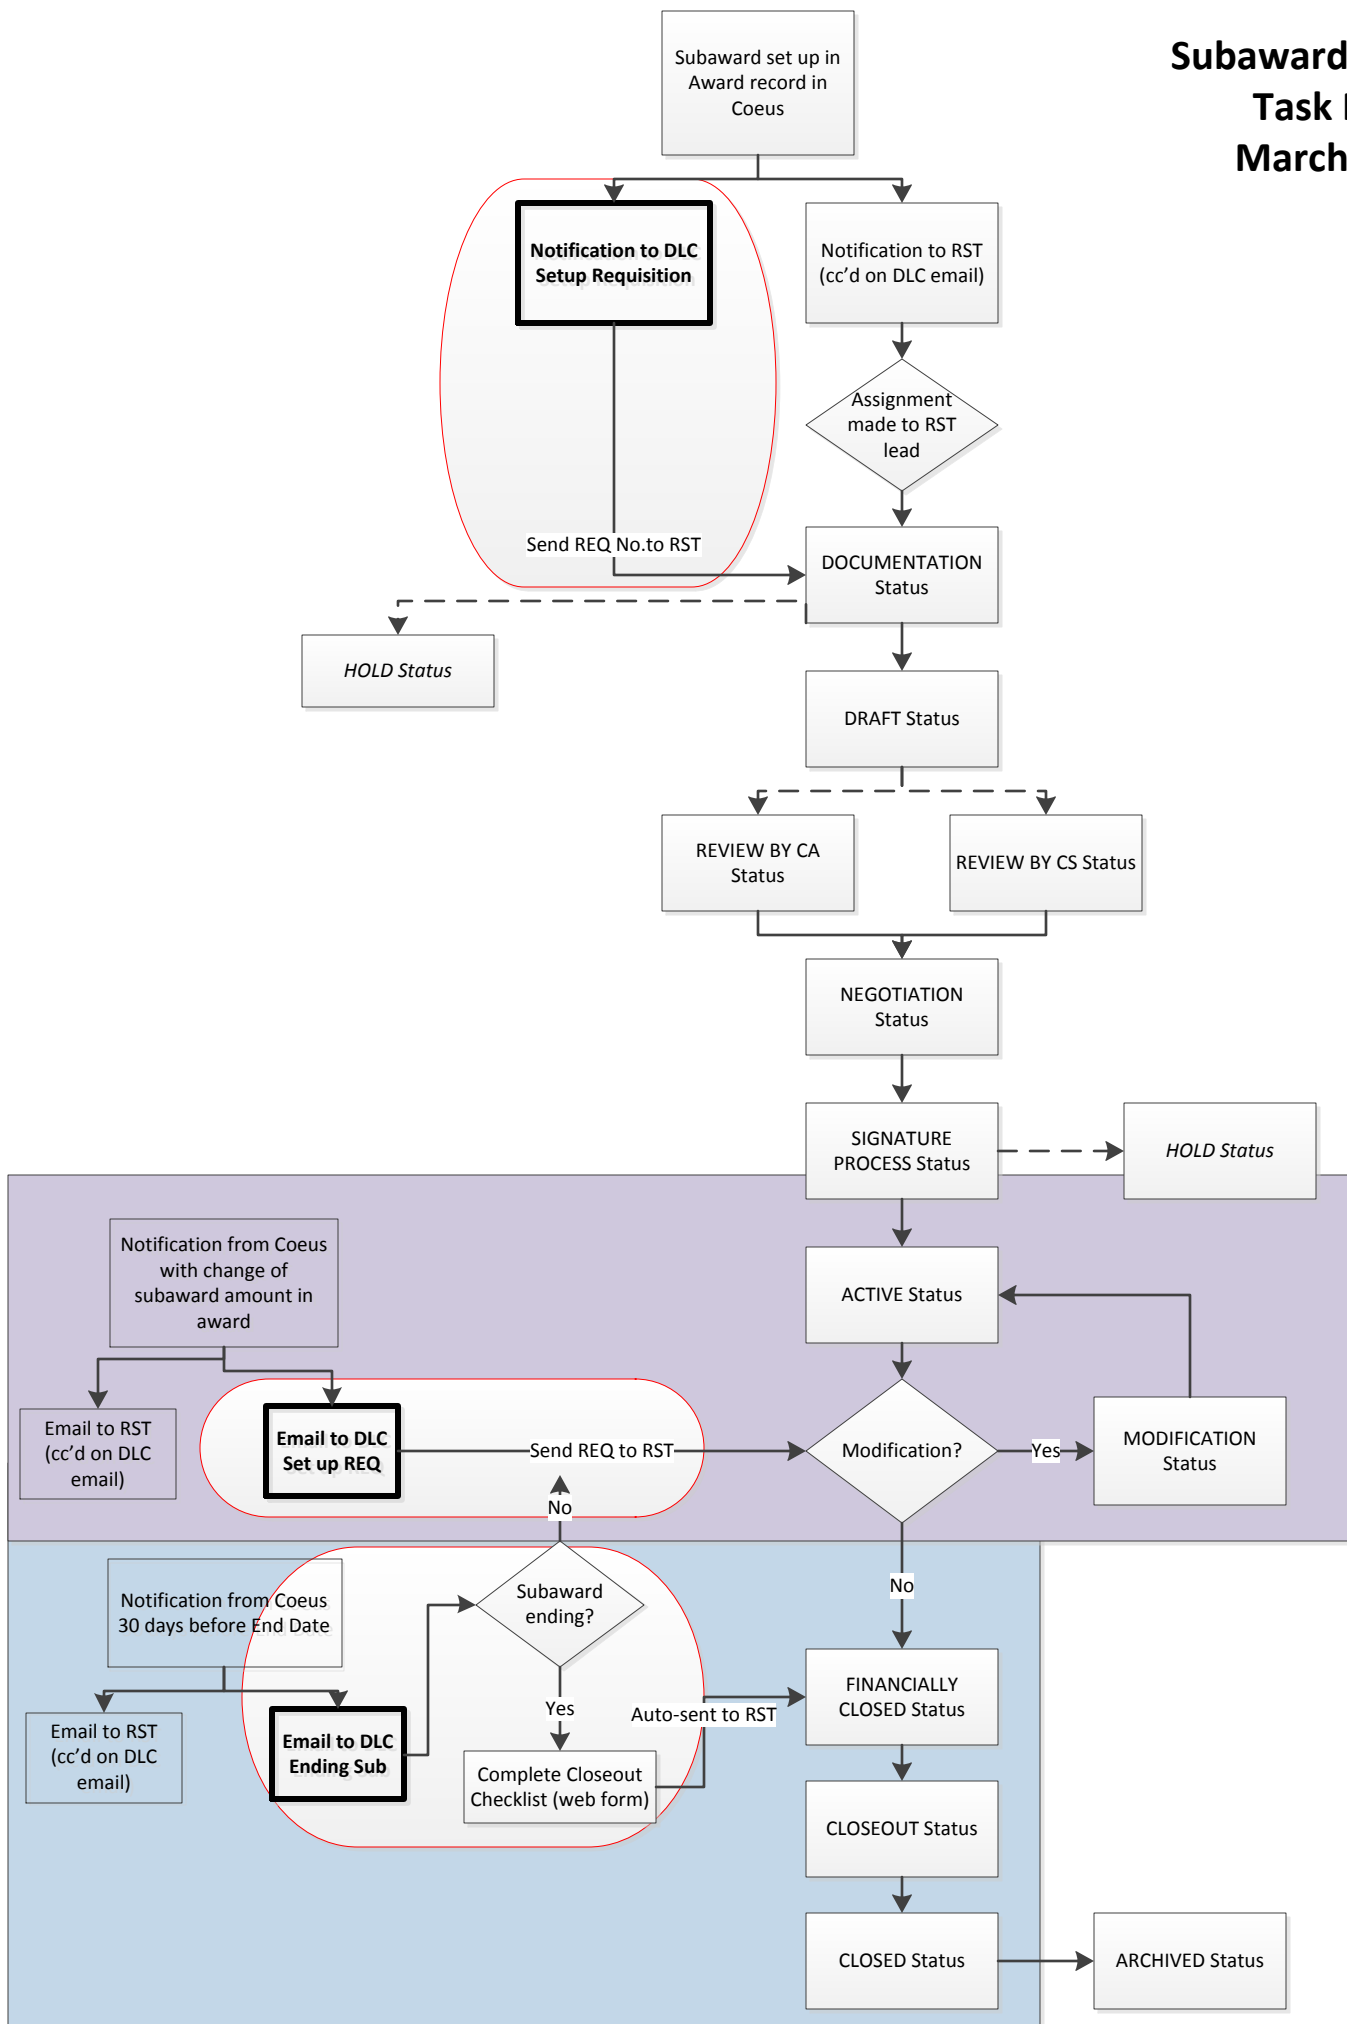 Subaward
Task
March
Subaward set up in
Award record in
Coeus
Notification to DLC
Setup Requisition
Notification to RST
(cc'd on DLC email)
Assignment
made to RST
lead
Send REQ No.to RST
DOCUMENTATION
Status
HOLD Status
DRAFT Status
REVIEW BY CA
Status
REVIEW BY CS Status
NEGOTIATION
Status
SIGNATURE
PROCESS Status
HOLD Status
Notification from Coeus
with change of
subaward amount in
award
ACTIVE Status
Email to RST
(cc'd on DLC
email)
Email to DLC
Set up REQ
Send REQ to RST
Modification?
Yes
MODIFICATION
Status
No
No
Notification from Coeus
30 days before End Date
Subaward
ending?
Yes
Email to RST
(cc'd on DLC
email)
Email to DLC
Ending Sub
Complete Closeout
Checklist (web form)
Auto-sent to RST
FINANCIALLY
CLOSED Status
CLOSEOUT Status
CLOSED Status
ARCHIVED Status